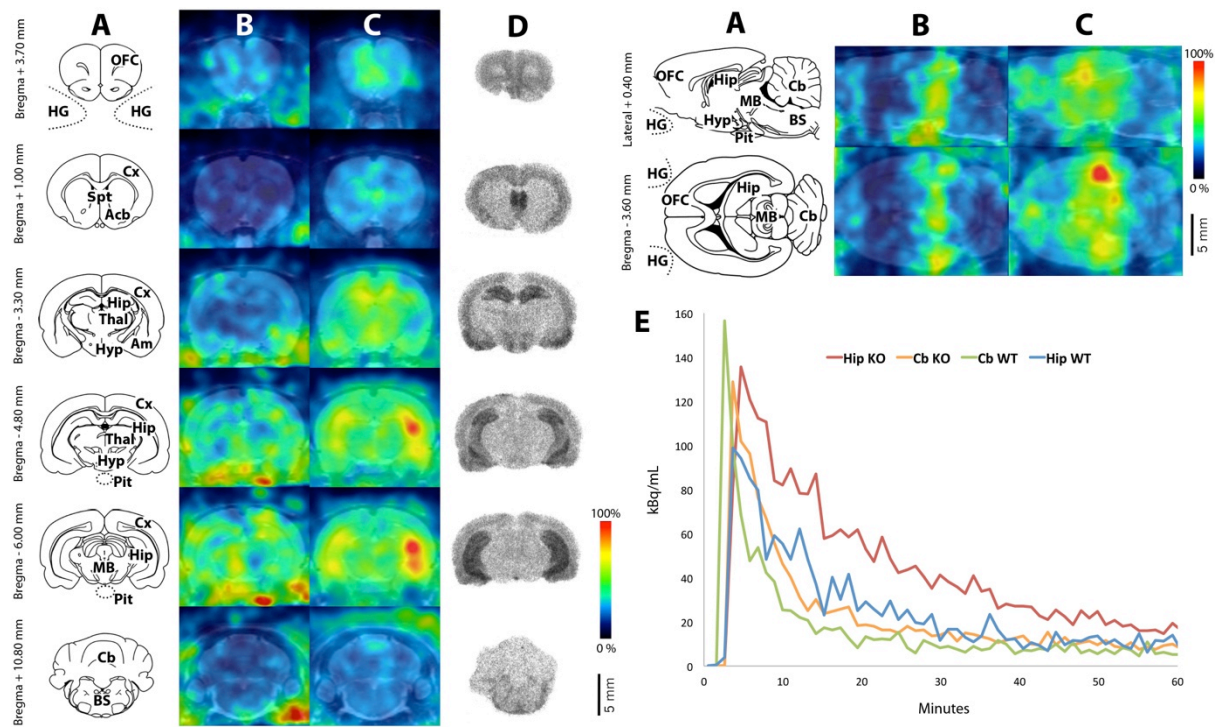 A
B
C
D
Bregma + 3.70 mm
OFC
HG
HG
Bregma + 1.00 mm
Cx
Spt
Acb
Bregma - 3.30 mm
Cx
Hip
Thal
Am
Hyp
Bregma -4.80 mm
Cx
Hip
Thal
Hyp
Pit
Bregma -6.00 mm
Cx
Hip
MB
Pit
Bregma + 10.80 mm
Cb
BS
100%
0 %
5 mm
A
B
C
Lateral + 0.40 mm
OFC
Hip
Cb
MB
HG
Hyp
BS
Pit
Bregma -3.60 mm
HG
OFC
Hip
MB
Cb
HG
100%
0 %
5 mm
E
Hip KO
Cb KO
Cb WT
Hip WT
kBq/mL
160
140
120
100
80
60
40
20
0
0
10
20
30
40
50
60
Minutes